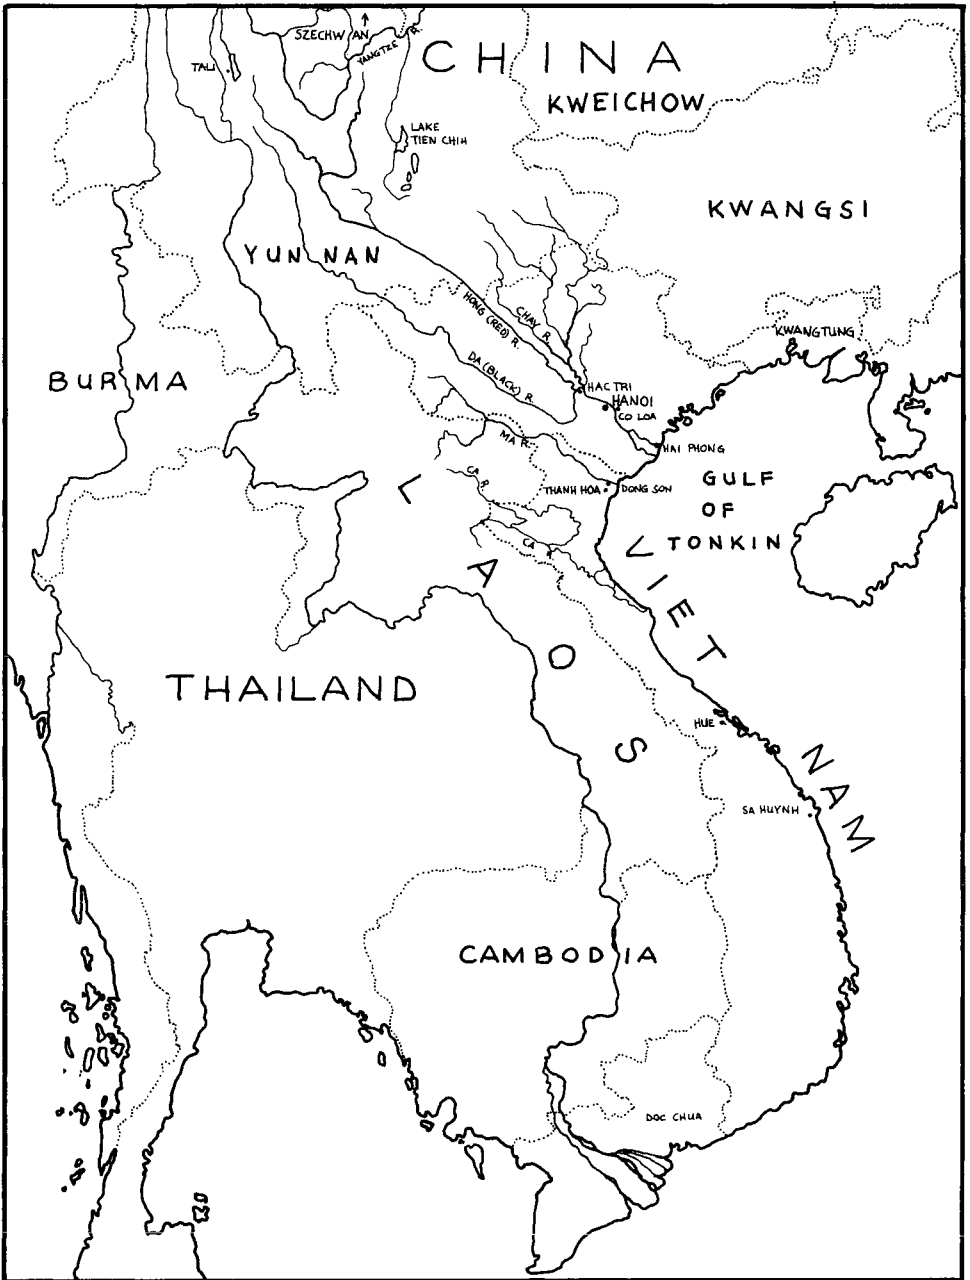 SZECHWAN
YANGTZE R.
CHINA
TALI
KWEICHOW
LAKE
TIEN CHIH
KWANGSI
YUNNAN
HONG (RED) R.
CHAY R.
KWANGTUNG
DA (BLACK) R.
BURMA
HAC TRI
HANOI
CO LOA
MA R.
HAI PHONG
CA R.
THANH HOA
DONG SON
GULF
OF
TONKIN
CA R.
LAOS
VIET NAM
THAILAND
HUE
SA HUYNH
CAMBODIA
DOC CHUA